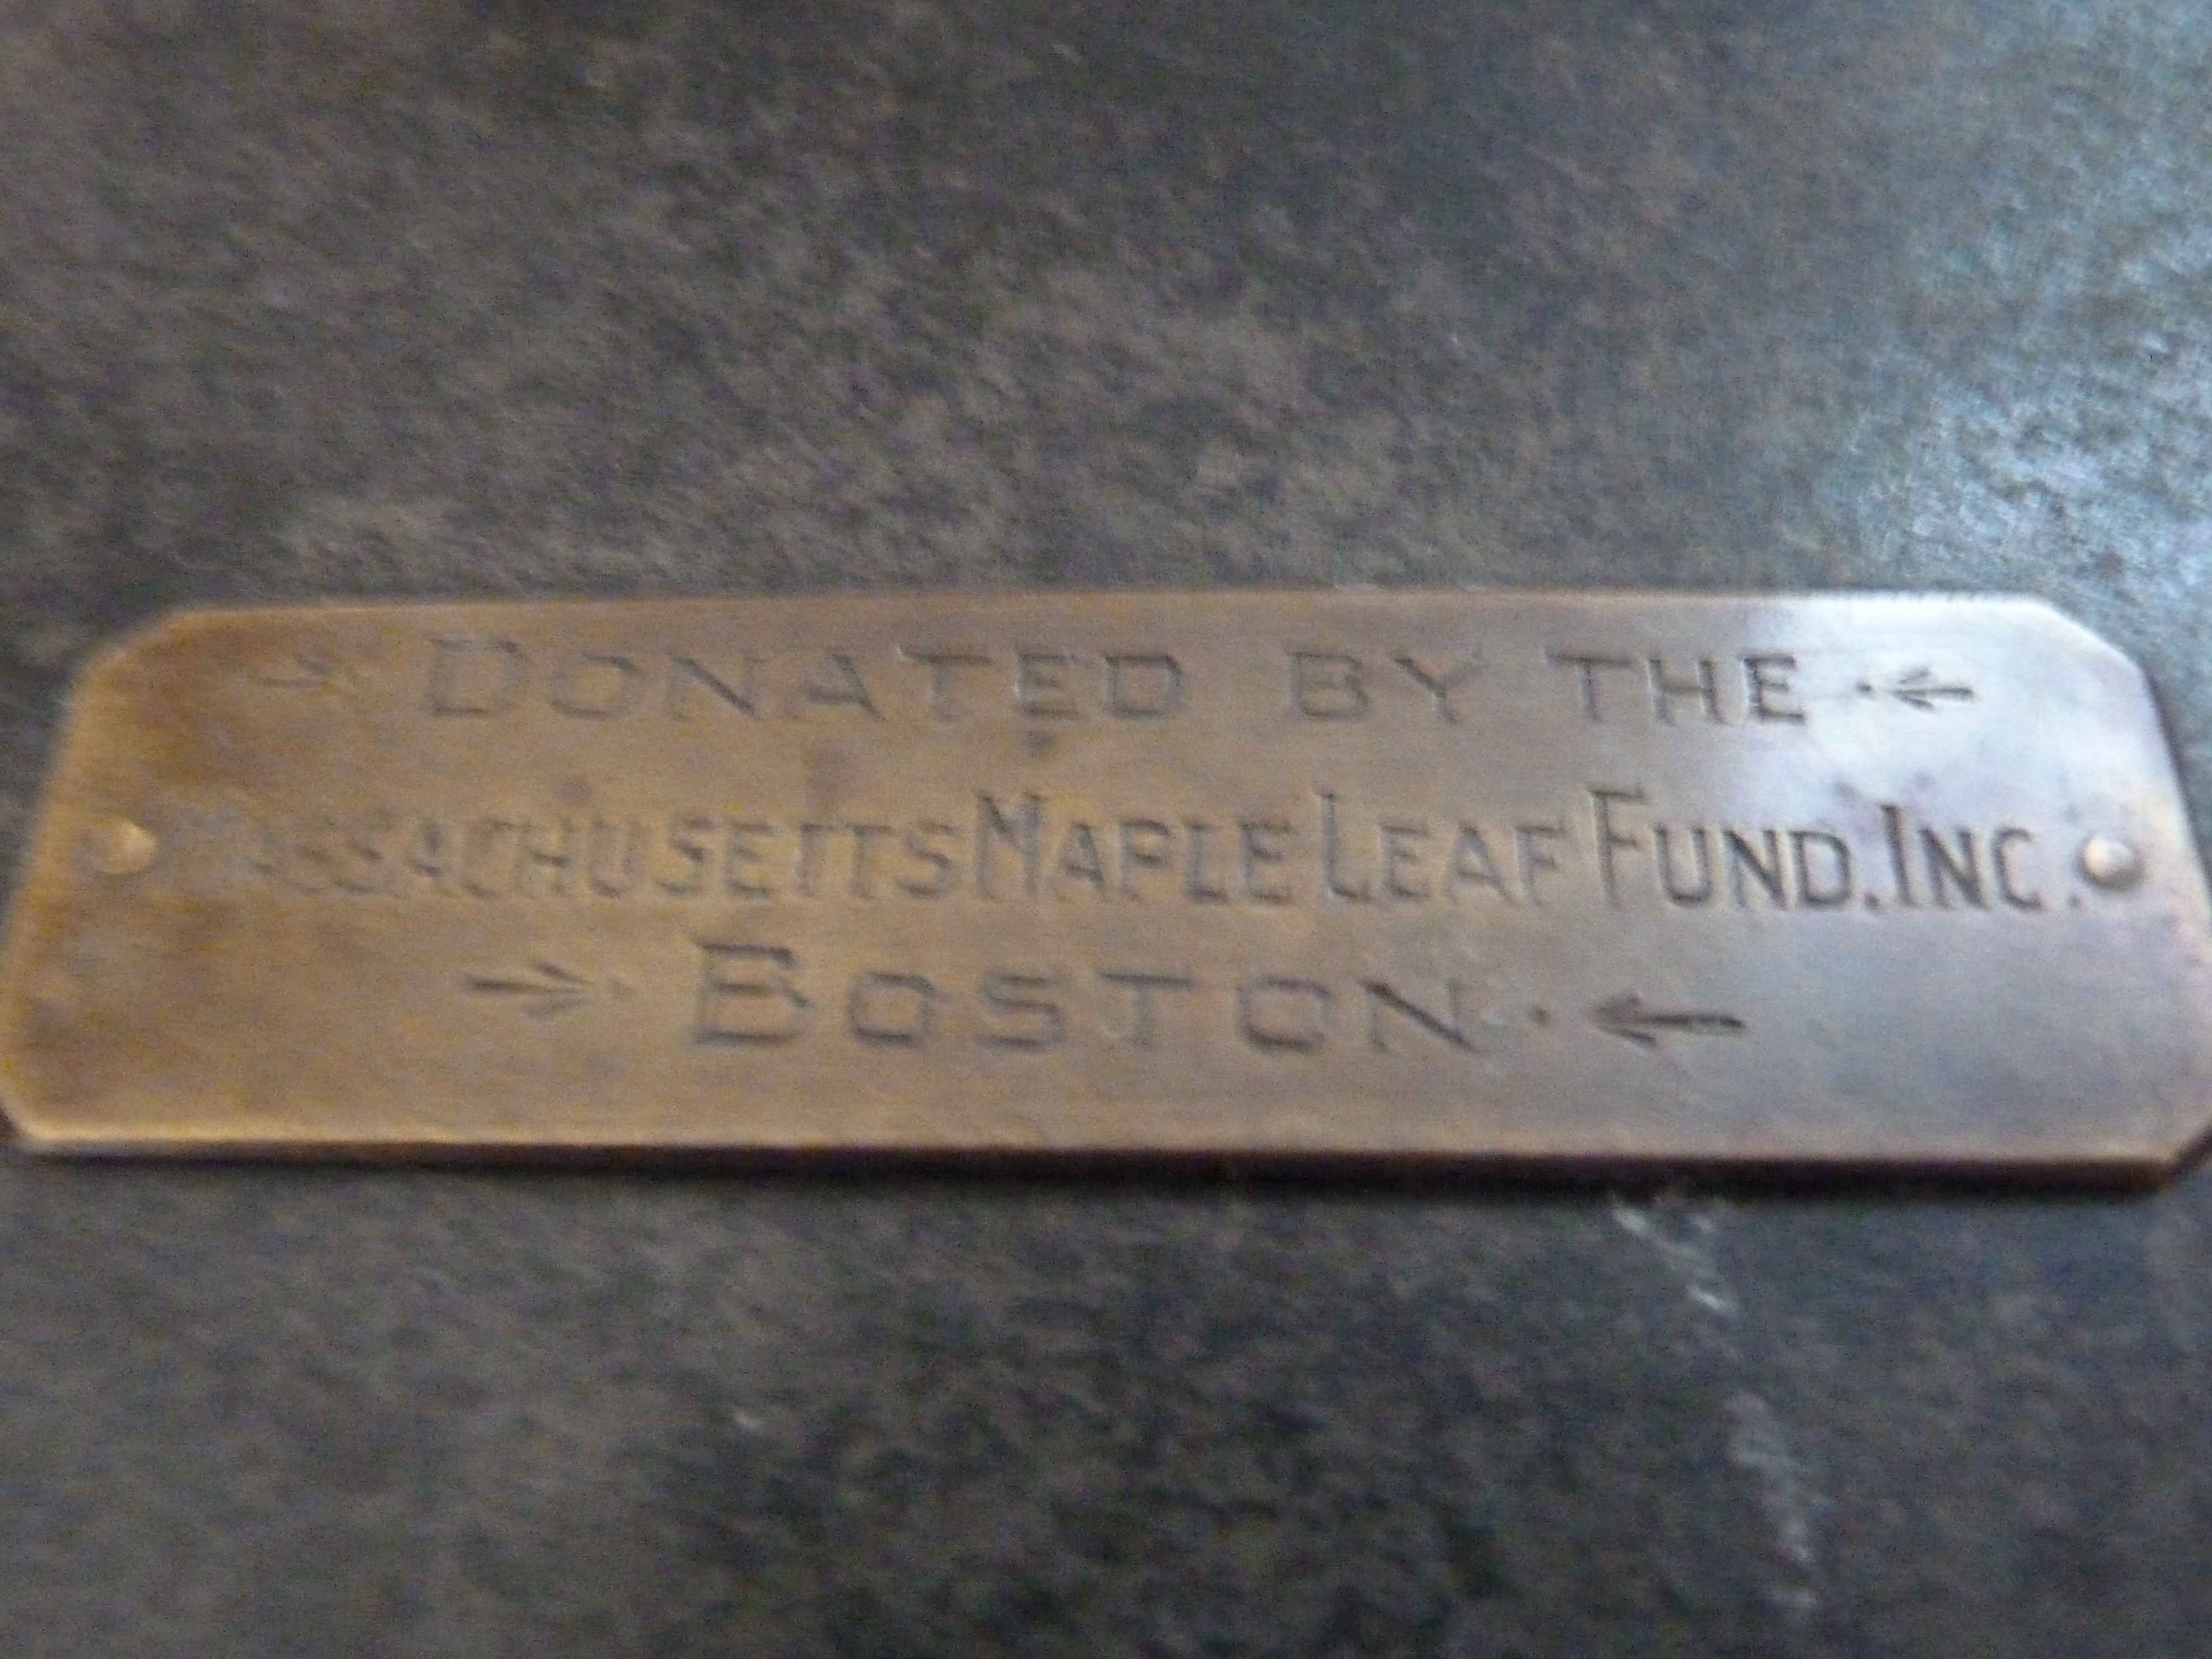 DONATED BY THE
MASSACHUSETTS MAPLE LEAF FUND, INC.
BOSTON.